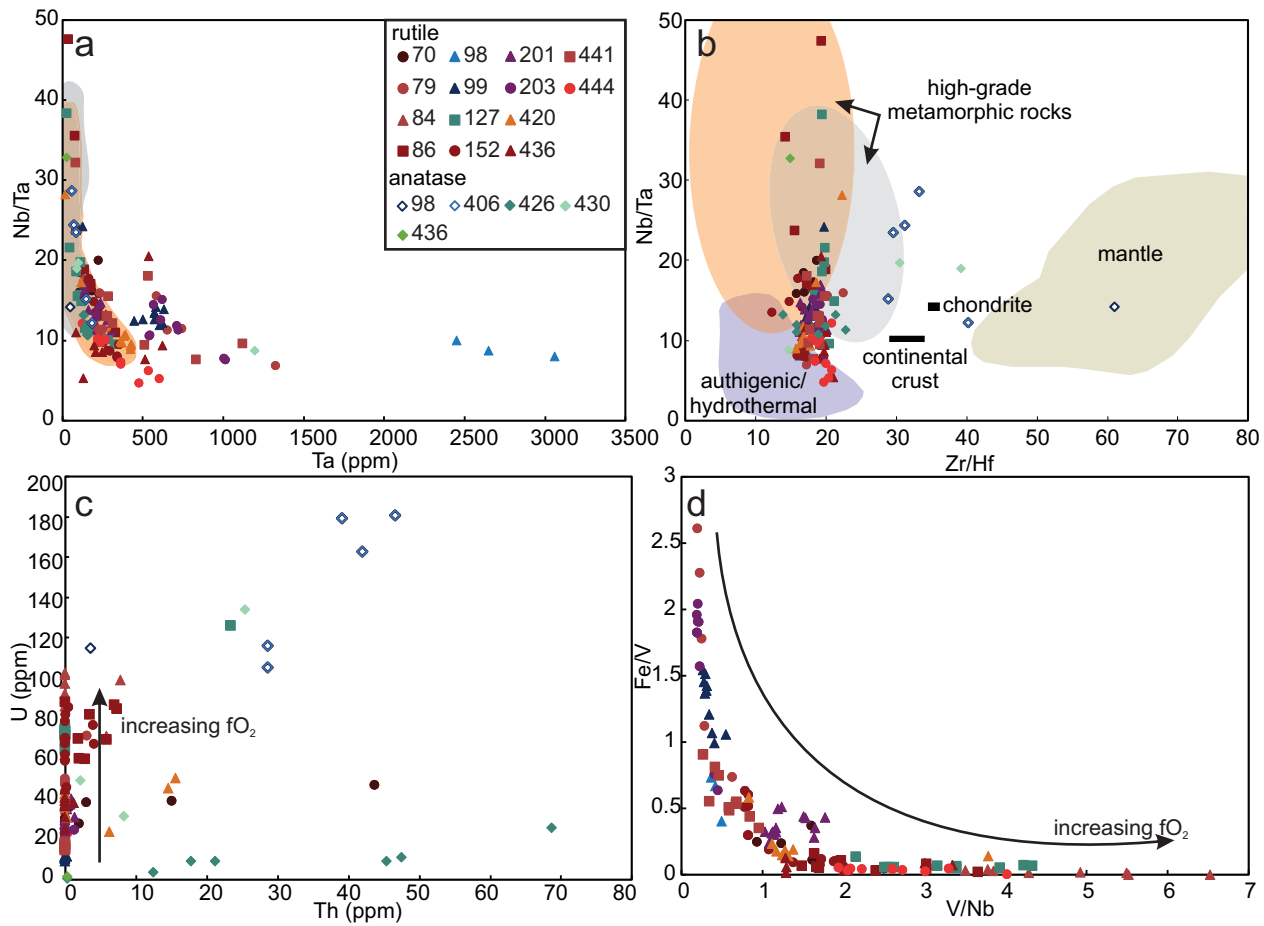 a
50
40
30
20
10
0
Nb/Ta
0 500 1000 1500 2000 2500 3000 3500
Ta (ppm)
rutile
70 98 201 441
79 99 203 444
84 127 420
86 152 436
anatase
98 406 426 430
436
b
50
40
30
20
10
0
Nb/Ta
0 10 20 30 40 50 60 70 80
Zr/Hf
high-grade
metamorphic rocks
mantle
chondrite
continental
crust
authigenic/
hydrothermal
c
200
180
160
140
120
100
80
60
40
20
0
U (ppm)
0 10 20 30 40 50 60 70 80
Th (ppm)
increasing fO₂
d
3
2.5
2
1.5
1
0.5
0
Fe/V
0 1 2 3 4 5 6 7
V/Nb
increasing fO₂